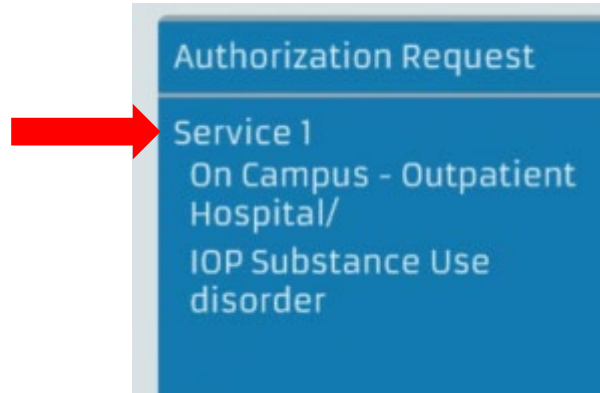 Authorization Request
Service 1
On Campus - Outpatient
Hospital/
IOP Substance Use
disorder